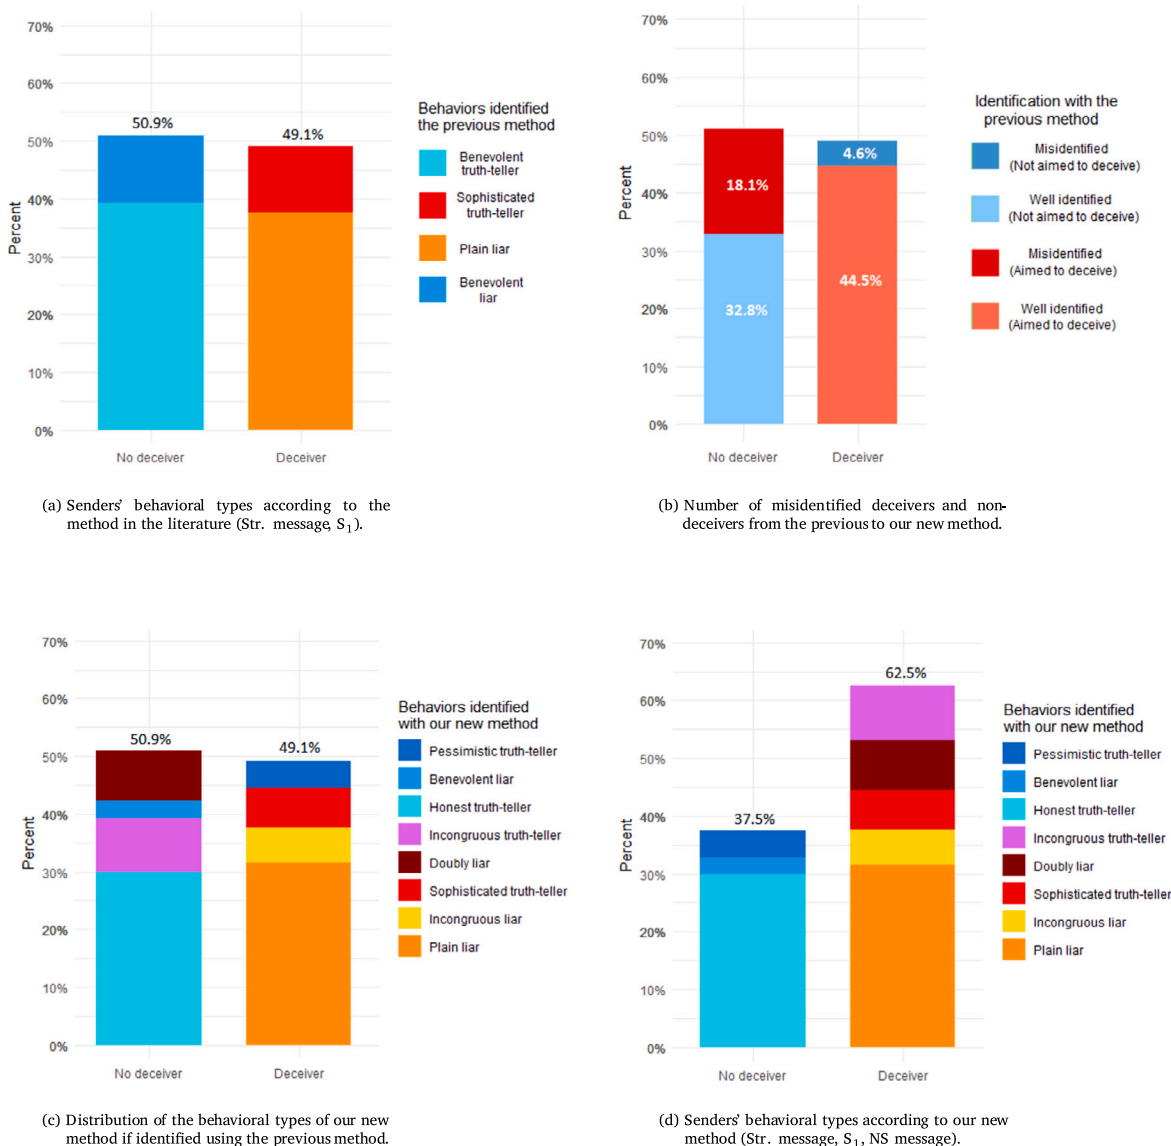 70%
60%
50%
40%
30%
20%
10%
0%
Percent
50.9%
49.1%
No deceiver
Deceiver
Behaviors identified
the previous method
Benevolent
truth-teller
Sophisticated
truth-teller
Plain liar
Benevolent
liar
(a) Senders' behavioral types according to the
method in the literature (Str. message, S1).
70%
60%
50%
40%
30%
20%
10%
0%
Percent
18.1%
32.8%
4.6%
44.5%
No deceiver
Deceiver
Identification with the
previous method
Misidentified
(Not aimed to deceive)
Well identified
(Not aimed to deceive)
Misidentified
(Aimed to deceive)
Well identified
(Aimed to deceive)
(b) Number of misidentified deceivers and non-
deceivers from the previous to our new method.
70%
60%
50%
40%
30%
20%
10%
0%
Percent
50.9%
49.1%
No deceiver
Deceiver
Behaviors identified
with our new method
Pessimistic truth-teller
Benevolent liar
Honest truth-teller
Incongruous truth-teller
Doubly liar
Sophisticated truth-teller
Incongruous liar
Plain liar
(c) Distribution of the behavioral types of our new
method if identified using the previous method.
70%
60%
50%
40%
30%
20%
10%
0%
Percent
37.5%
62.5%
No deceiver
Deceiver
Behaviors identified
with our new method
Pessimistic truth-teller
Benevolent liar
Honest truth-teller
Incongruous truth-teller
Doubly liar
Sophisticated truth-teller
Incongruous liar
Plain liar
(d) Senders' behavioral types according to our new
method (Str. message, S1, NS message).